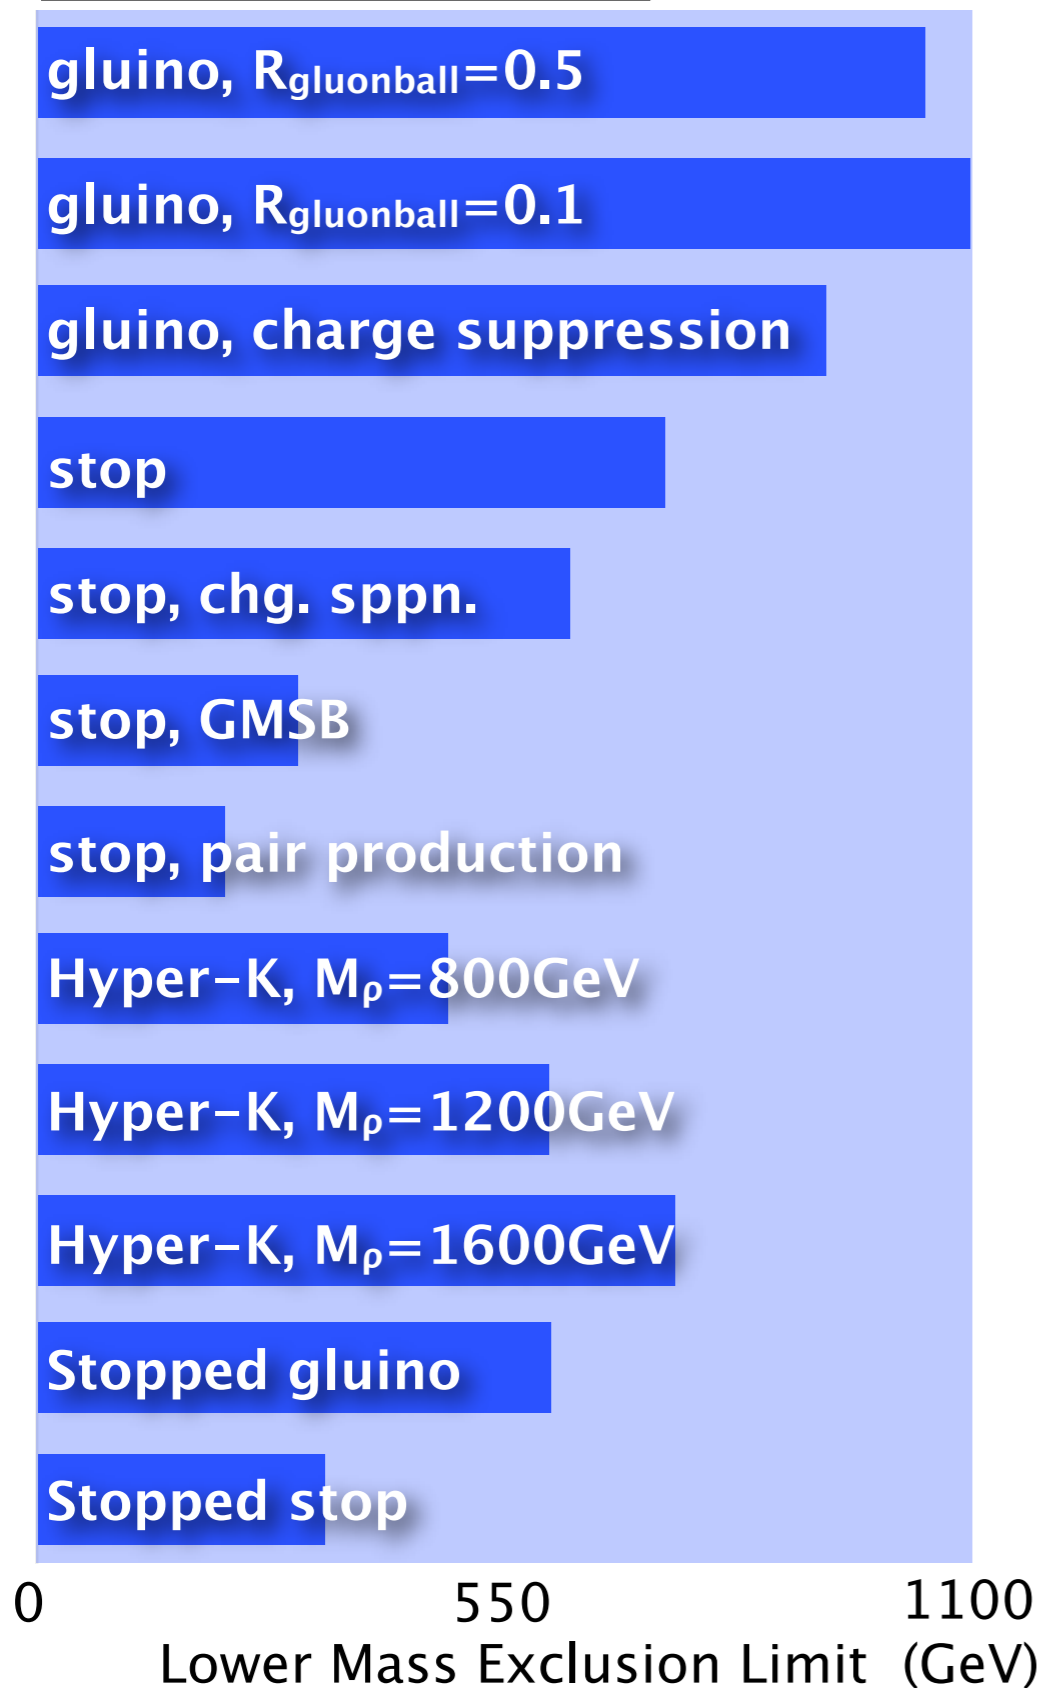 gluino, Rgluonball=0.5
gluino, Rgluonball=0.1
gluino, charge suppression
stop
stop, chg. sppn.
stop, GMSB
stop, pair production
Hyper-K, Mρ=800GeV
Hyper-K, Mρ=1200GeV
Hyper-K, Mρ=1600GeV
Stopped gluino
Stopped stop
0 550 1100
Lower Mass Exclusion Limit (GeV)